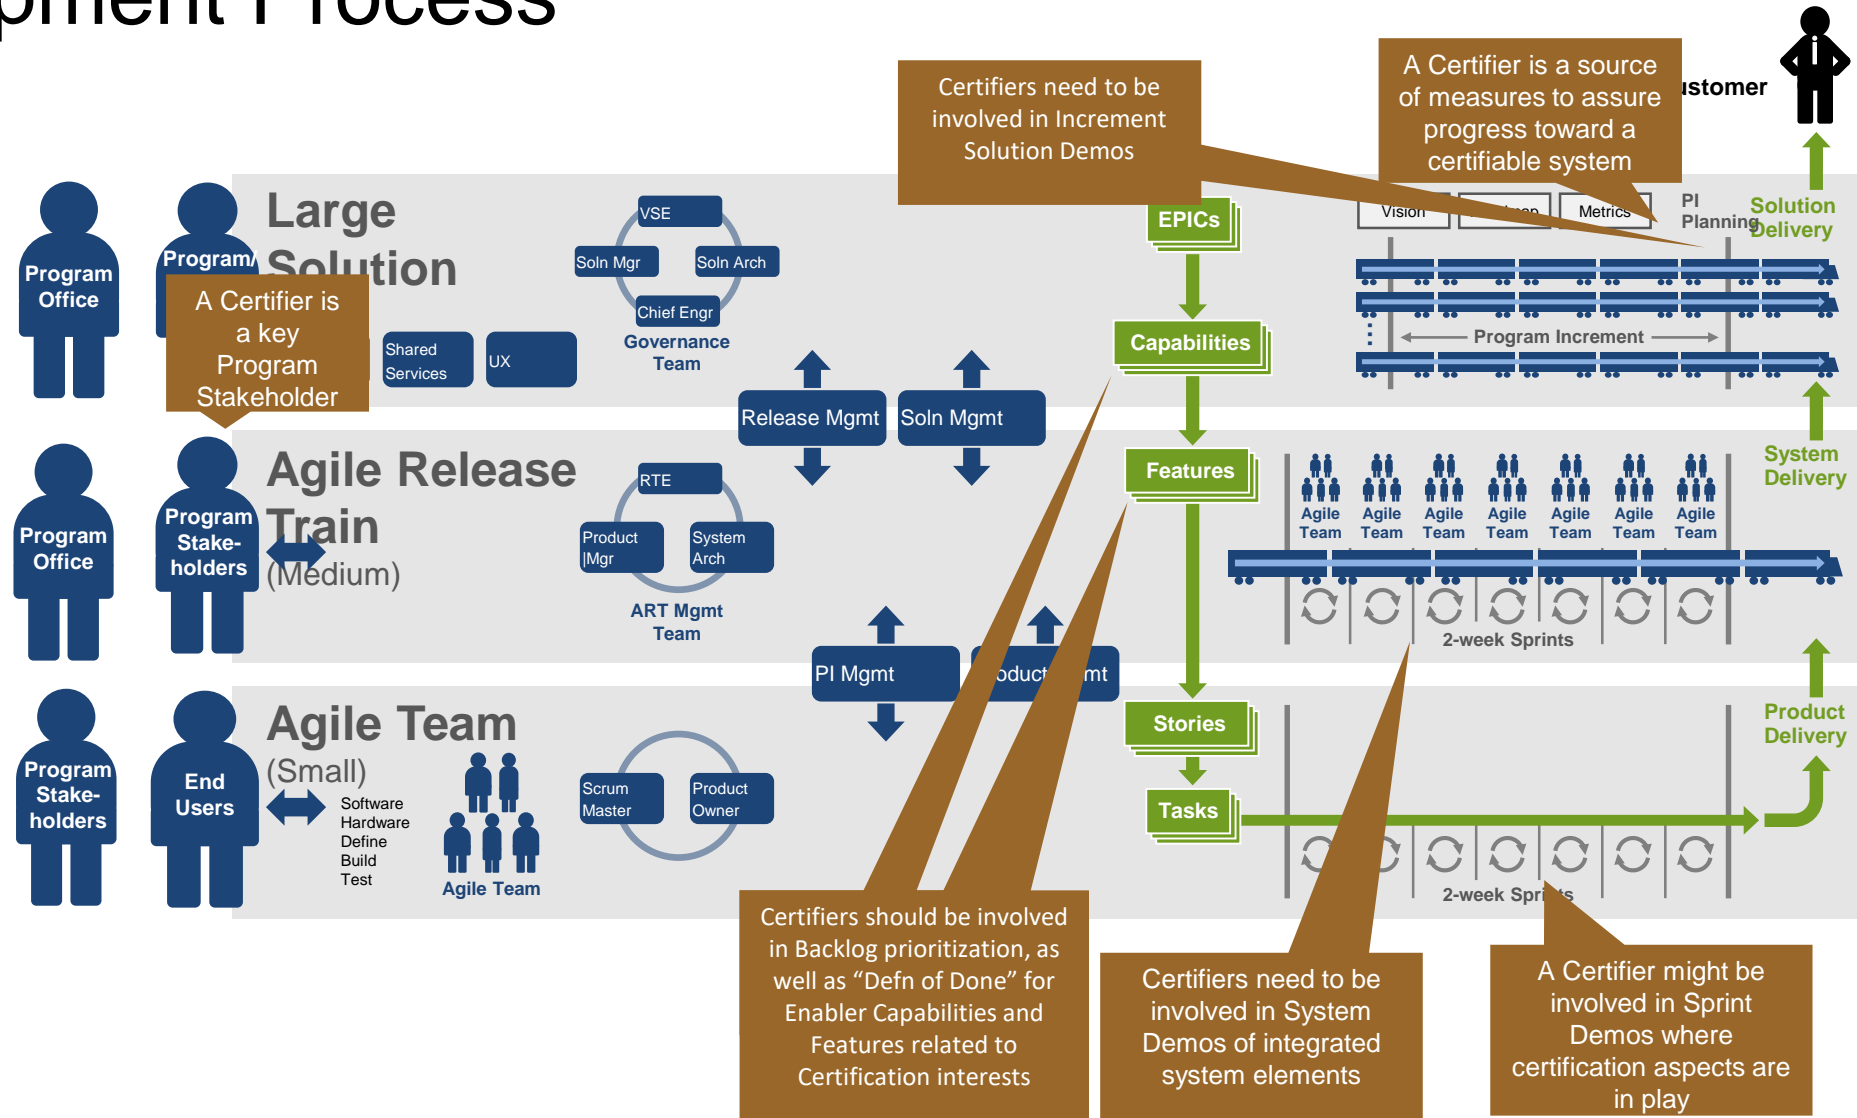 pment Process
Certifiers need to be
involved in Increment
Solution Demos
A Certifier is a source
of measures to assure
progress toward a
certifiable system
ustomer
Large
Solution
Program
Office
Program/
A Certifier is
a key
Program
Stakeholder
Shared
Services
UX
VSE
Soln Mgr
Soln Arch
Chief Engr
Governance
Team
Release Mgmt
Soln Mgmt
EPICs
Capabilities
Vision
Metrics
PI
Planning
Solution
Delivery
Program Increment
Agile Release
Train
(Medium)
Program
Office
Program
Stake-
holders
RTE
Product
|Mgr
System
Arch
ART Mgmt
Team
PI Mgmt
Features
Agile
Team
Agile
Team
Agile
Team
Agile
Team
Agile
Team
Agile
Team
Agile
Team
2-week Sprints
System
Delivery
Agile Team
(Small)
Program
Stake-
holders
End
Users
Software
Hardware
Define
Build
Test
Agile Team
Scrum
Master
Product
Owner
Stories
Tasks
2-week Sprints
Product
Delivery
Certifiers should be involved
in Backlog prioritization, as
well as “Defn of Done” for
Enabler Capabilities and
Features related to
Certification interests
Certifiers need to be
involved in System
Demos of integrated
system elements
A Certifier might be
involved in Sprint
Demos where
certification aspects are
in play